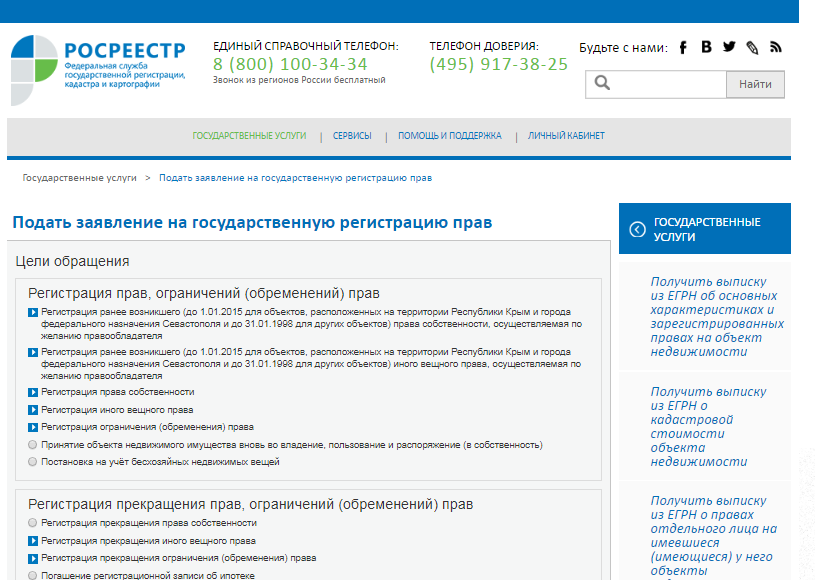 РОСРЕЕСТР
Федеральная служба
государственной регистрации,
кадастра и картографии
ЕДИНЫЙ СПРАВОЧНЫЙ ТЕЛЕФОН:
8 (800) 100-34-34
Звонок из регионов России бесплатный
ТЕЛЕФОН ДОВЕРИЯ:
(495) 917-38-25
Будьте с нами:
Найти
ГОСУДАРСТВЕННЫЕ УСЛУГИ | СЕРВИСЫ | ПОМОЩЬ И ПОДДЕРЖКА | ЛИЧНЫЙ КАБИНЕТ
Государственные услуги > Подать заявление на государственную регистрацию прав
Подать заявление на государственную регистрацию прав
Цели обращения
Регистрация прав, ограничений (обременений) прав
Регистрация ранее возникшего (до 1.01.2015 для объектов, расположенных на территории Республики Крым и города
федерального назначения Севастополя и до 31.01.1998 для других объектов) права собственности, осуществляемая по
желанию правообладателя
Регистрация ранее возникшего (до 1.01.2015 для объектов, расположенных на территории Республики Крым и города
федерального назначения Севастополя и до 31.01.1998 для других объектов) иного вещного права, осуществляемая по
желанию правообладателя
Регистрация права собственности
Регистрация иного вещного права
Регистрация ограничения (обременения) права
Принятие объекта недвижимого имущества вновь во владение, пользование и распоряжение (в собственность)
Постановка на учёт бесхозяйных недвижимых вещей
Регистрация прекращения прав, ограничений (обременений) прав
Регистрация прекращения права собственности
Регистрация прекращения иного вещного права
Регистрация прекращения ограничения (обременения) права
Погашение регистрационной записи об ипотеке
ГОСУДАРСТВЕННЫЕ
УСЛУГИ
Получить выписку
из ЕГРН об основных
характеристиках и
зарегистрированных
правах на объект
недвижимости
Получить выписку
из ЕГРН о
кадастровой
стоимости
объекта
недвижимости
Получить выписку
из ЕГРН о правах
отдельного лица на
имевшиеся
(имеющиеся) у него
объекты